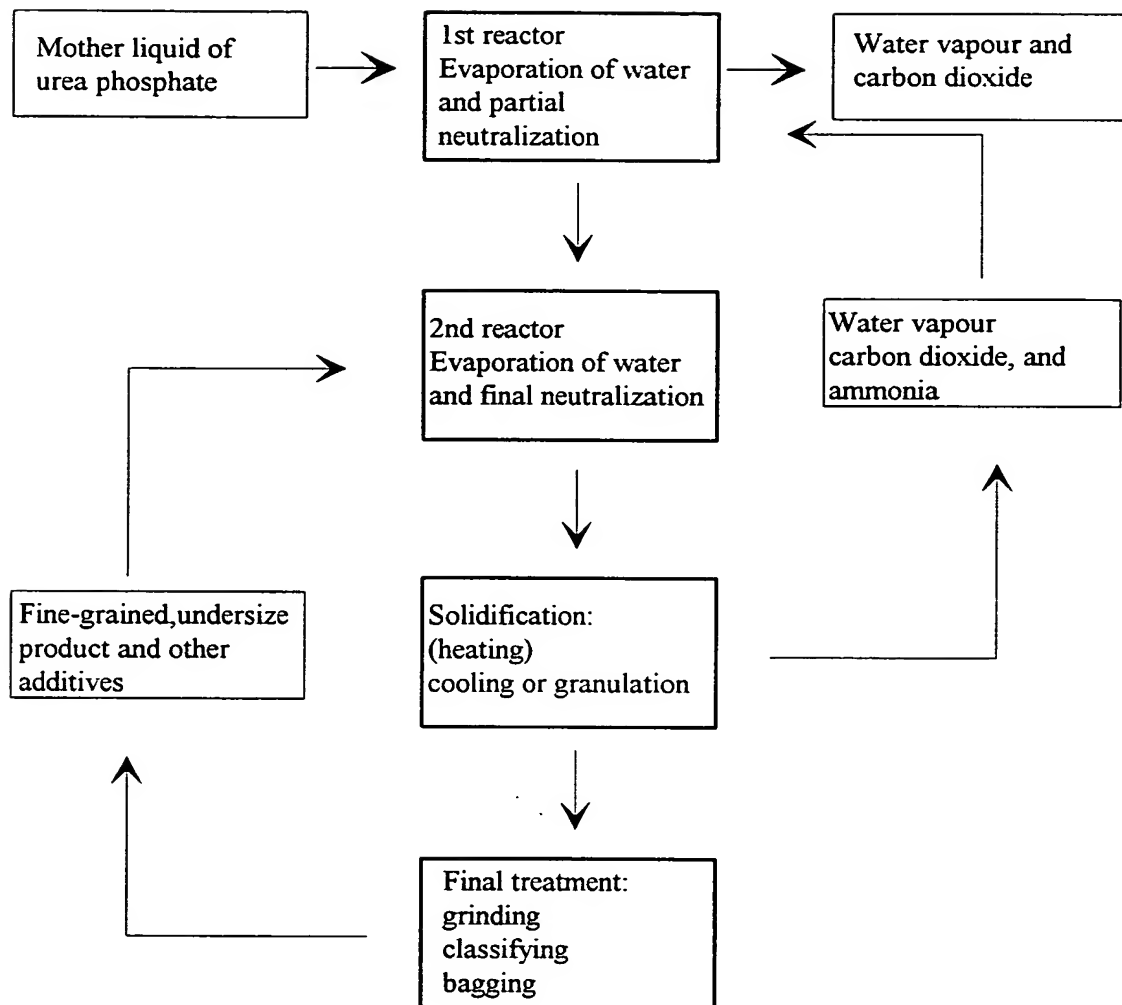 Mother liquid of
urea phosphate
1st reactor
Evaporation of water
and partial
neutralization
Water vapour and
carbon dioxide
2nd reactor
Evaporation of water
and final neutralization
Water vapour
carbon dioxide, and
ammonia
Fine-grained,undersize
product and other
additives
Solidification:
(heating)
cooling or granulation
Final treatment:
grinding
classifying
bagging